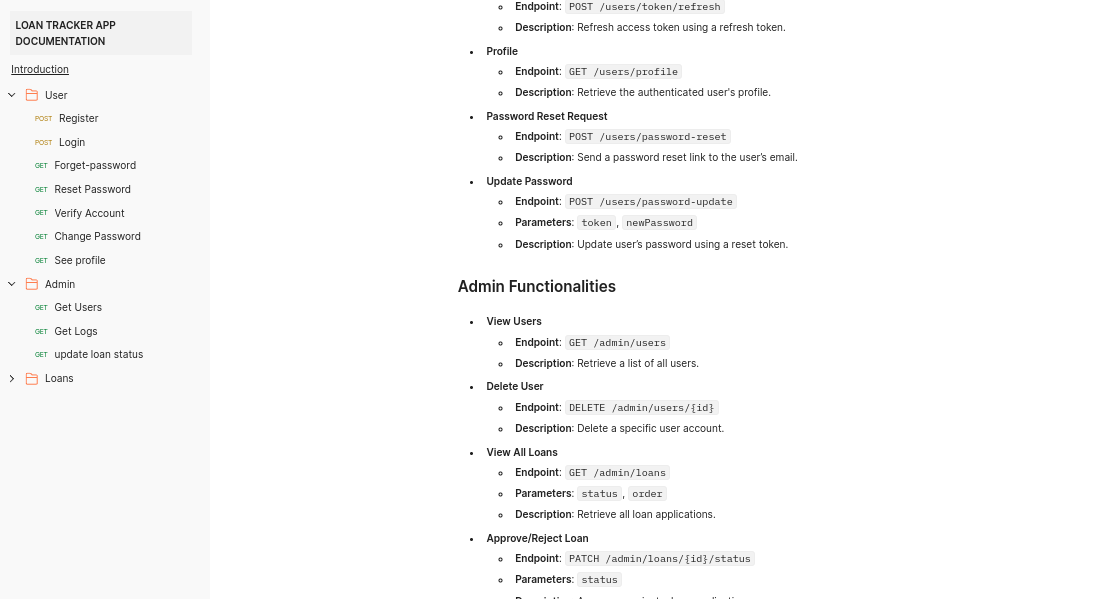 LOAN TRACKER APP
DOCUMENTATION
Introduction
User
POST Register
POST Login
GET Forget-password
GET Reset Password
GET Verify Account
GET Change Password
GET See profile
Admin
GET Get Users
GET Get Logs
GET update loan status
Loans
Endpoint: POST /users/token/refresh
Description: Refresh access token using a refresh token.
Profile
Endpoint: GET /users/profile
Description: Retrieve the authenticated user's profile.
Password Reset Request
Endpoint: POST /users/password-reset
Description: Send a password reset link to the user’s email.
Update Password
Endpoint: POST /users/password-update
Parameters: token , newPassword
Description: Update user’s password using a reset token.
Admin Functionalities
View Users
Endpoint: GET /admin/users
Description: Retrieve a list of all users.
Delete User
Endpoint: DELETE /admin/users/{id}
Description: Delete a specific user account.
View All Loans
Endpoint: GET /admin/loans
Parameters: status , order
Description: Retrieve all loan applications.
Approve/Reject Loan
Endpoint: PATCH /admin/loans/{id}/status
Parameters: status